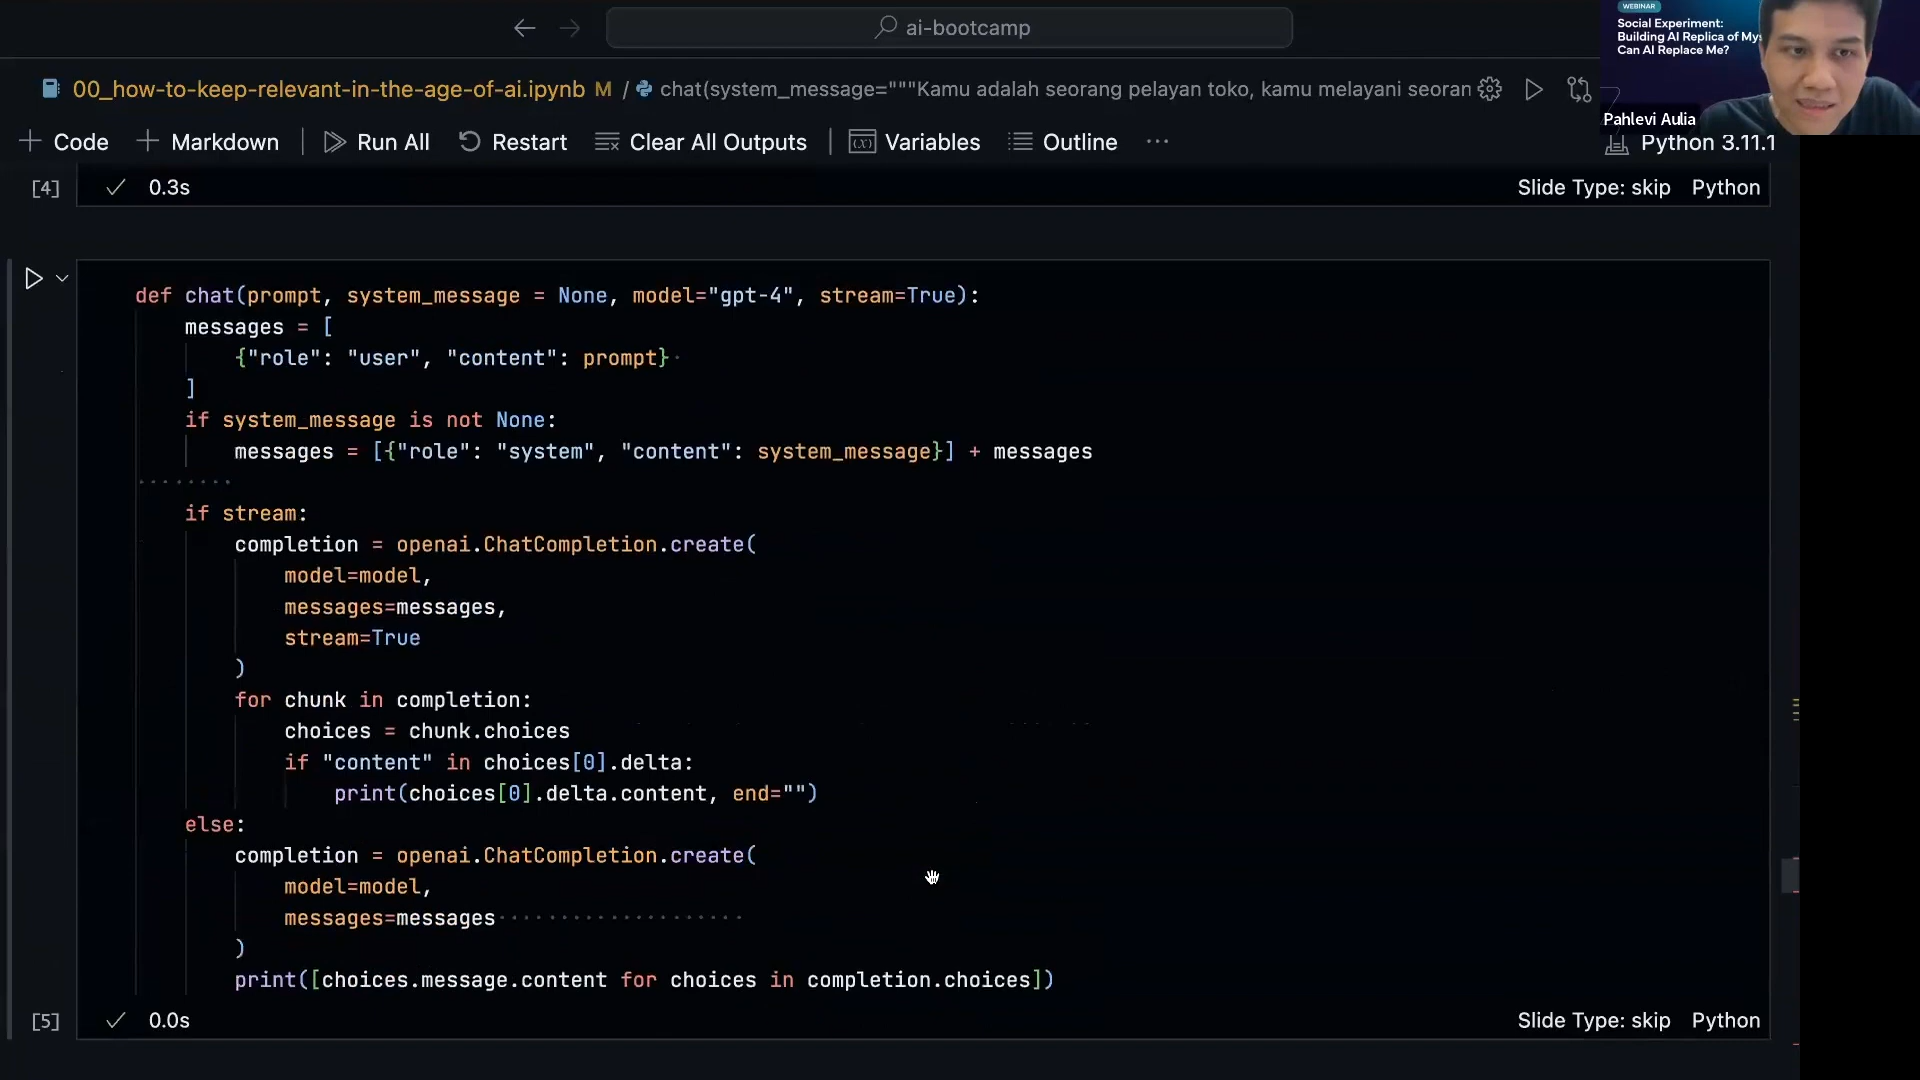 ai-bootcamp
WEBINAR
Social Experiment:
Building AI Replica of Mys
Can AI Replace Me?
Pahlevi Aulia
00_how-to-keep-relevant-in-the-age-of-ai.ipynb M / chat(system_message="""Kamu adalah seorang pelayan toko, kamu melayani seoran
+ Code + Markdown | Run All Restart Clear All Outputs | Variables Outline ...
Python 3.11.1
[4] ✓ 0.3s Slide Type: skip Python
def chat(prompt, system_message = None, model="gpt-4", stream=True):
    messages = [
        {"role": "user", "content": prompt}
    ]
    if system_message is not None:
        messages = [{"role": "system", "content": system_message}] + messages
    if stream:
        completion = openai.ChatCompletion.create(
            model=model,
            messages=messages,
            stream=True
        )
        for chunk in completion:
            choices = chunk.choices
            if "content" in choices[0].delta:
                print(choices[0].delta.content, end="")
    else:
        completion = openai.ChatCompletion.create(
            model=model,
            messages=messages
        )
        print([choices.message.content for choices in completion.choices])
[5] ✓ 0.0s Slide Type: skip Python